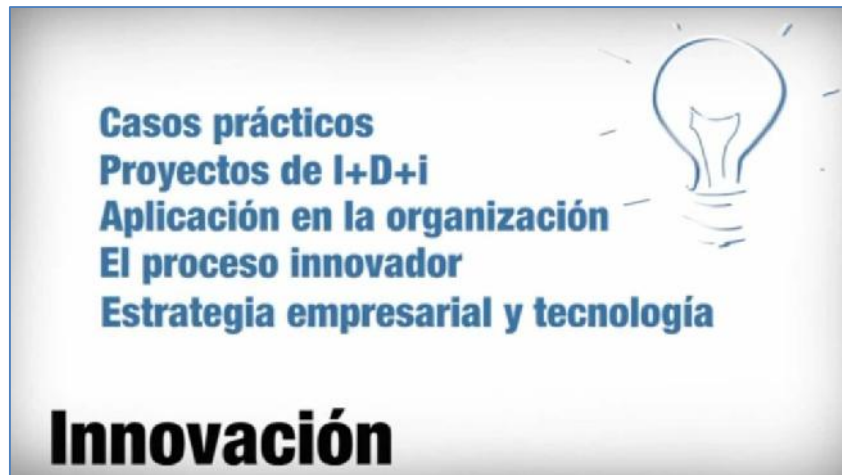 Casos prácticos
Proyectos de I+D+i
Aplicación en la organización
El proceso innovador
Estrategia empresarial y tecnología
Innovación